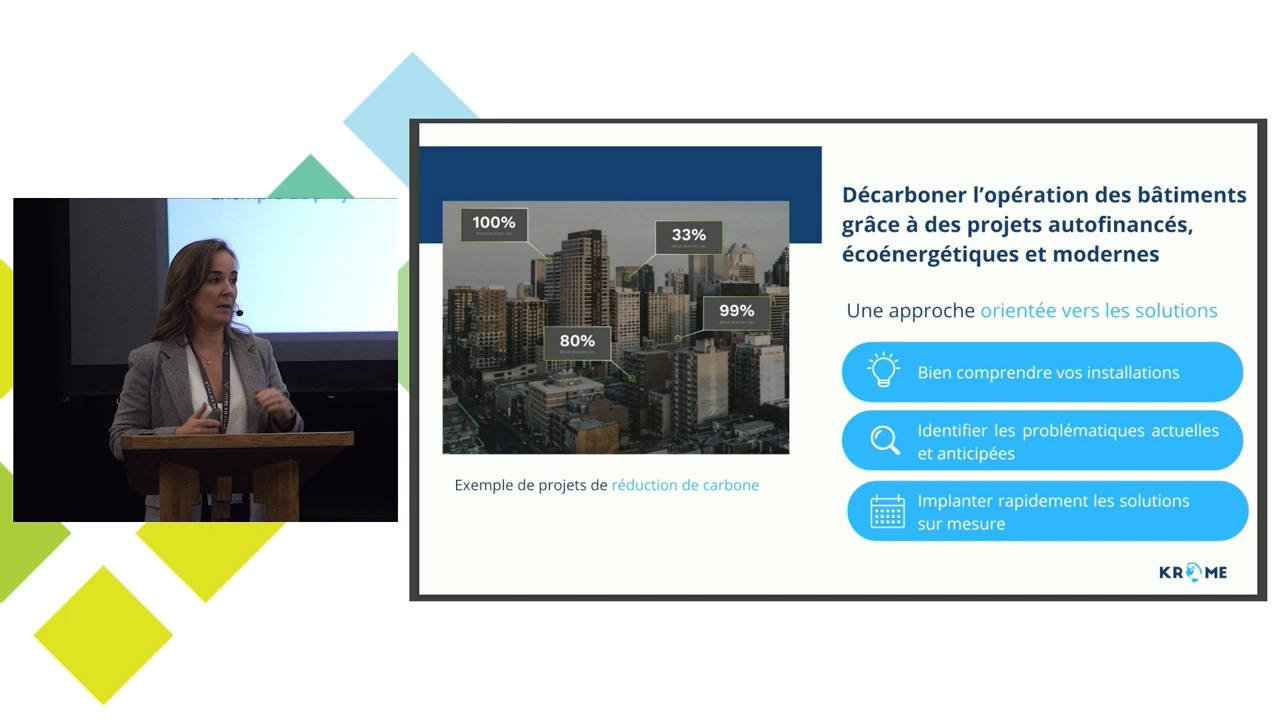 100%
33%
99%
80%
Exemple de projets de réduction de carbone
Décarboner l'opération des bâtiments
grâce à des projets autofinancés,
écoénergétiques et modernes
Une approche orientée vers les solutions
Bien comprendre vos installations
Identifier les problématiques actuelles
et anticipées
Implanter rapidement les solutions
sur mesure
KROME